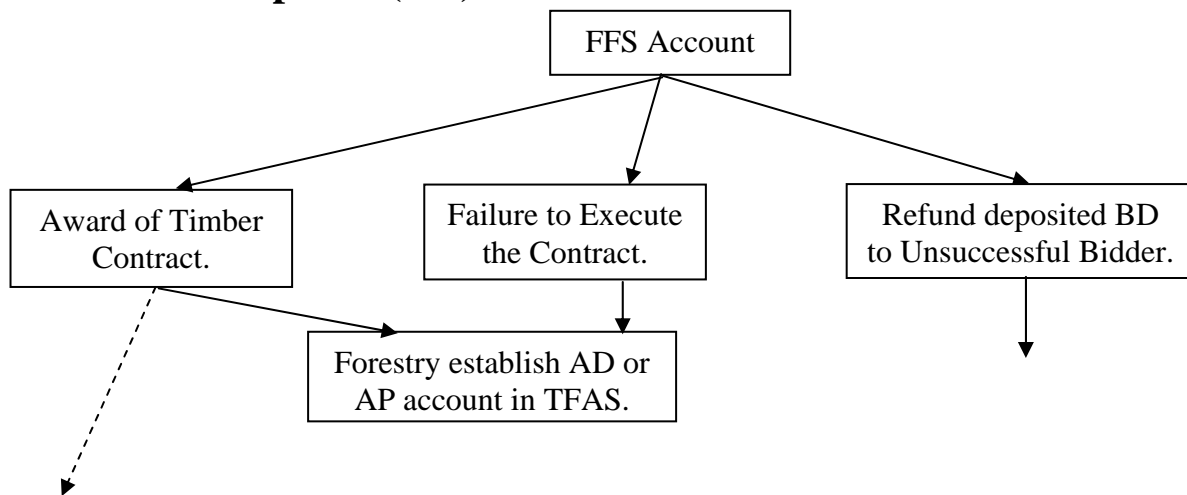 FFS Account
Award of Timber
Contract.
Failure to Execute
the Contract.
Refund deposited BD
to Unsuccessful Bidder.
Forestry establish AD or
AP account in TFAS.